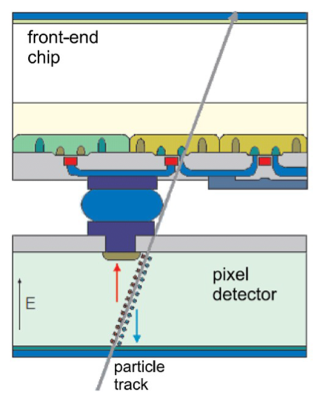 front-end
chip
pixel
detector
E
particle
track